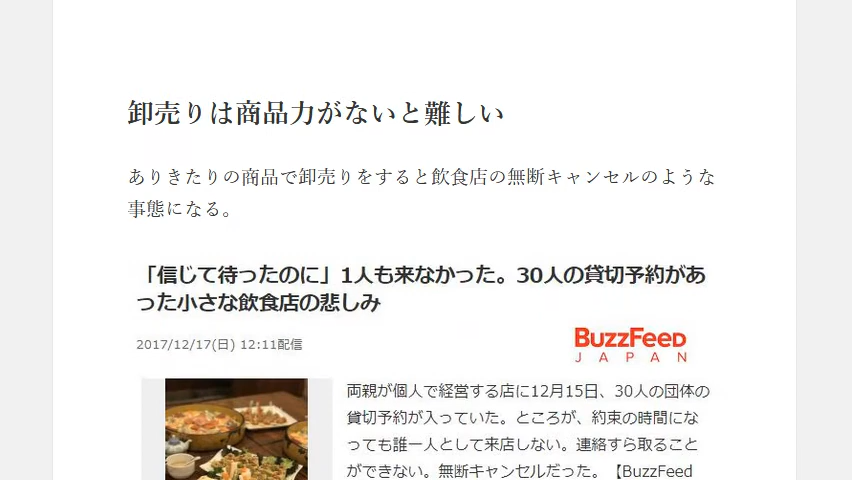 卸売りは商品力がないと難しい
ありきたりの商品で卸売りをすると飲食店の無断キャンセルのような
事態になる。
「信じて待ったのに」1人も来なかった。30人の貸切予約があ
った小さな飲食店の悲しみ
2017/12/17(日) 12:11配信
BuzzFeed
JAPAN
両親が個人で経営する店に12月15日、30人の団体の
貸切予約が入っていた。ところが、約束の時間にな
っても誰一人として来店しない。連絡すら取ること
ができない。無断キャンセルだった。【BuzzFeed